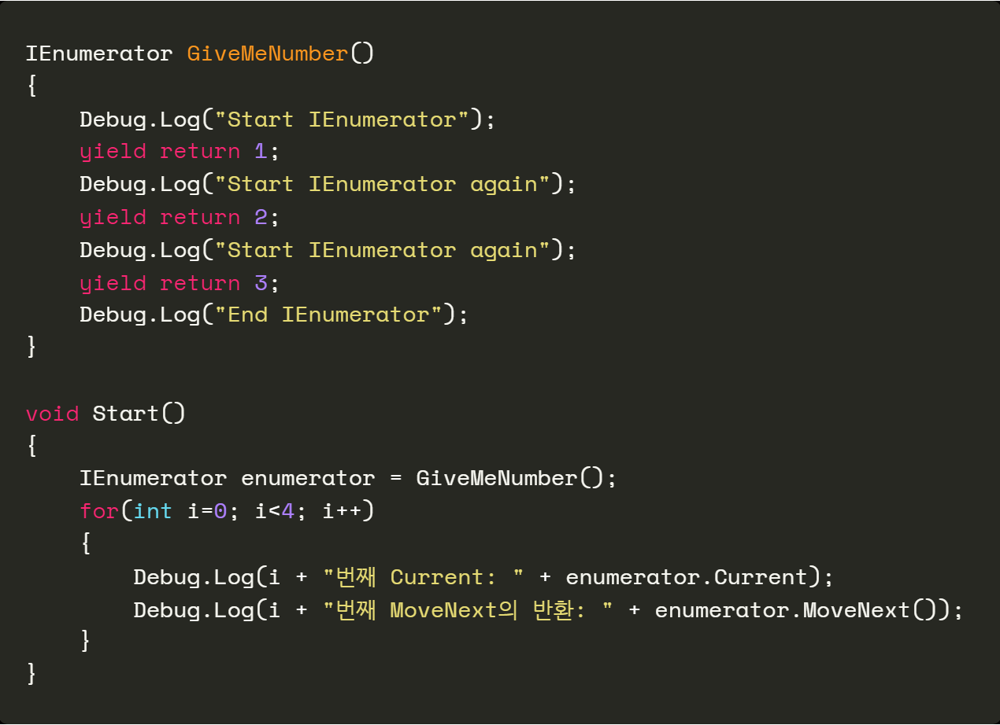 IEnumerator GiveMeNumber()
{
    Debug.Log("Start IEnumerator");
    yield return 1;
    Debug.Log("Start IEnumerator again");
    yield return 2;
    Debug.Log("Start IEnumerator again");
    yield return 3;
    Debug.Log("End IEnumerator");
}

void Start()
{
    IEnumerator enumerator = GiveMeNumber();
    for(int i=0; i<4; i++)
    {
        Debug.Log(i + "번째 Current: " + enumerator.Current);
        Debug.Log(i + "번째 MoveNext의 반환: " + enumerator.MoveNext());
    }
}